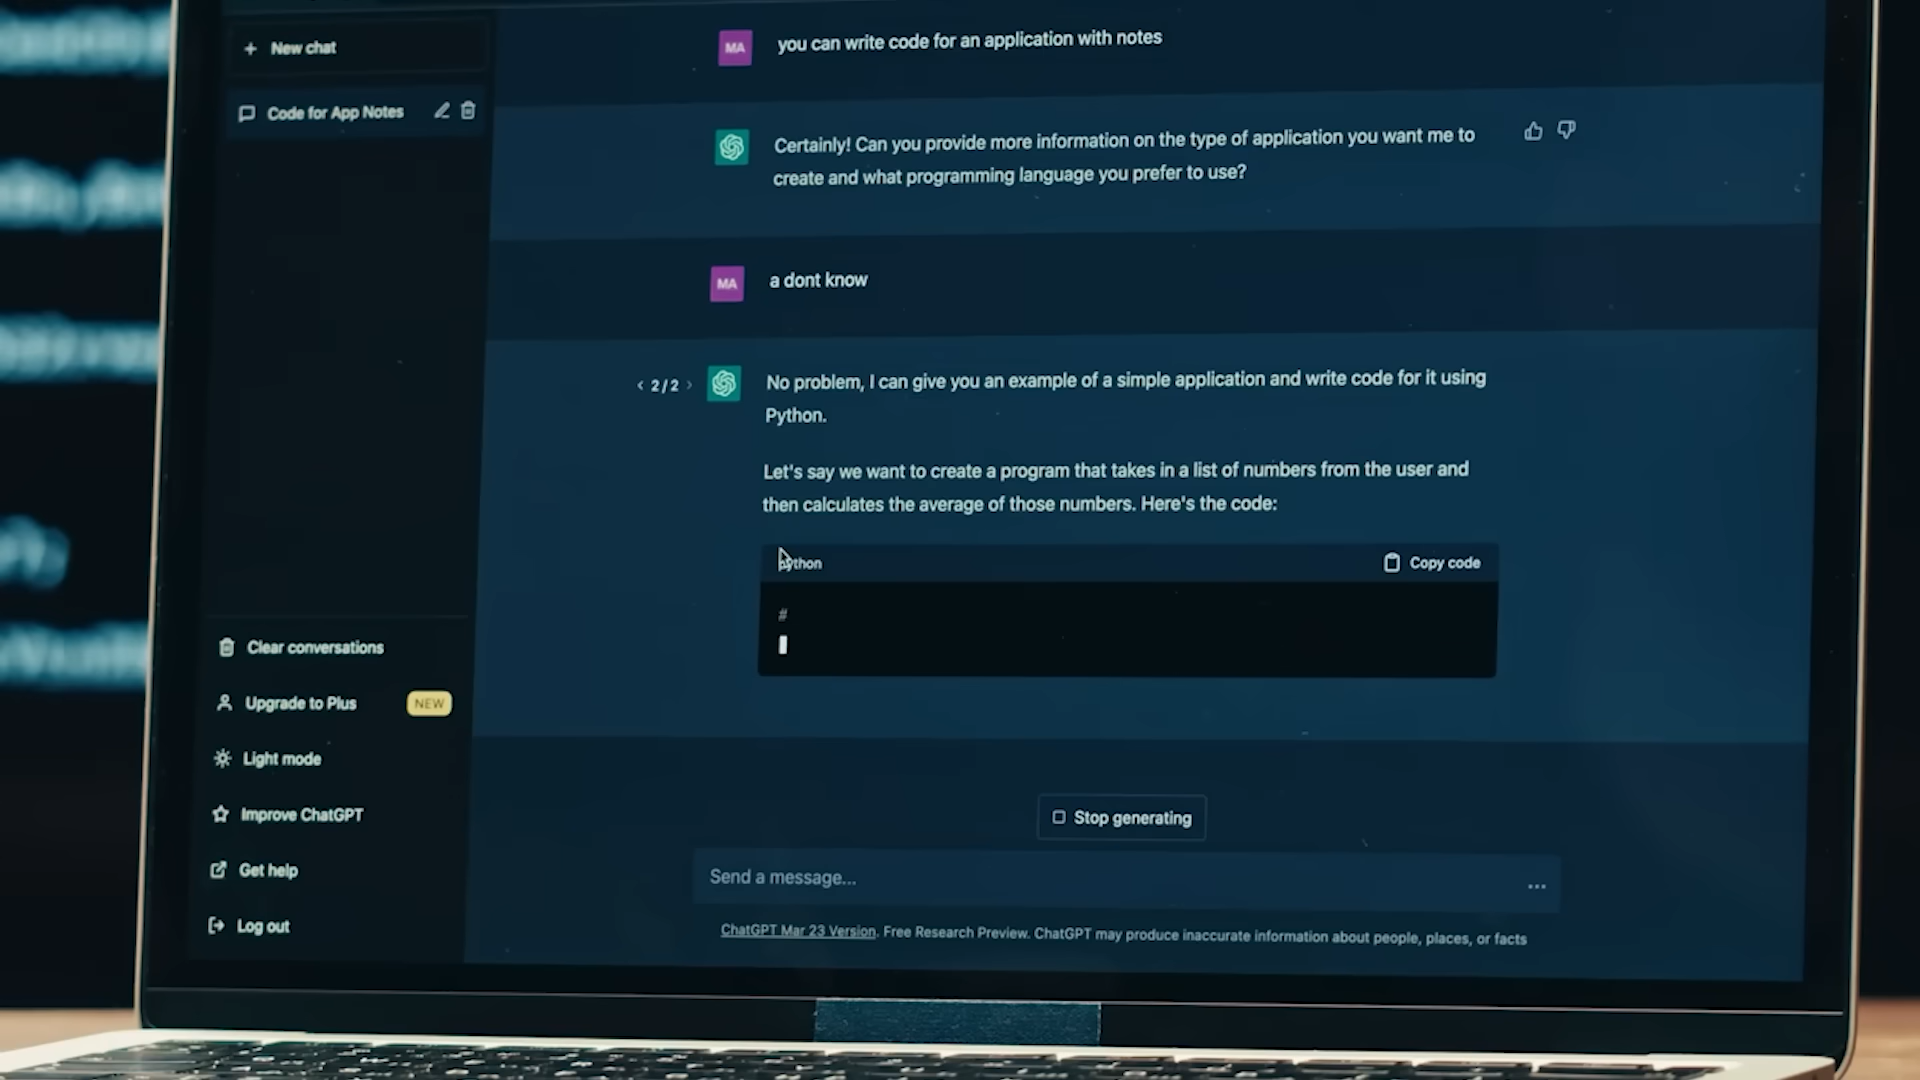 New chat
Code for App Notes
Clear conversations
Upgrade to Plus NEW
Light mode
Improve ChatGPT
Get help
Log out
MA you can write code for an application with notes
Certainly! Can you provide more information on the type of application you want me to
create and what programming language you prefer to use?
MA a dont know
< 2 / 2 > No problem, I can give you an example of a simple application and write code for it using
Python.
Let's say we want to create a program that takes in a list of numbers from the user and
then calculates the average of those numbers. Here's the code:
python Copy code
#
Stop generating
Send a message...
ChatGPT Mar 23 Version. Free Research Preview. ChatGPT may produce inaccurate information about people, places, or facts